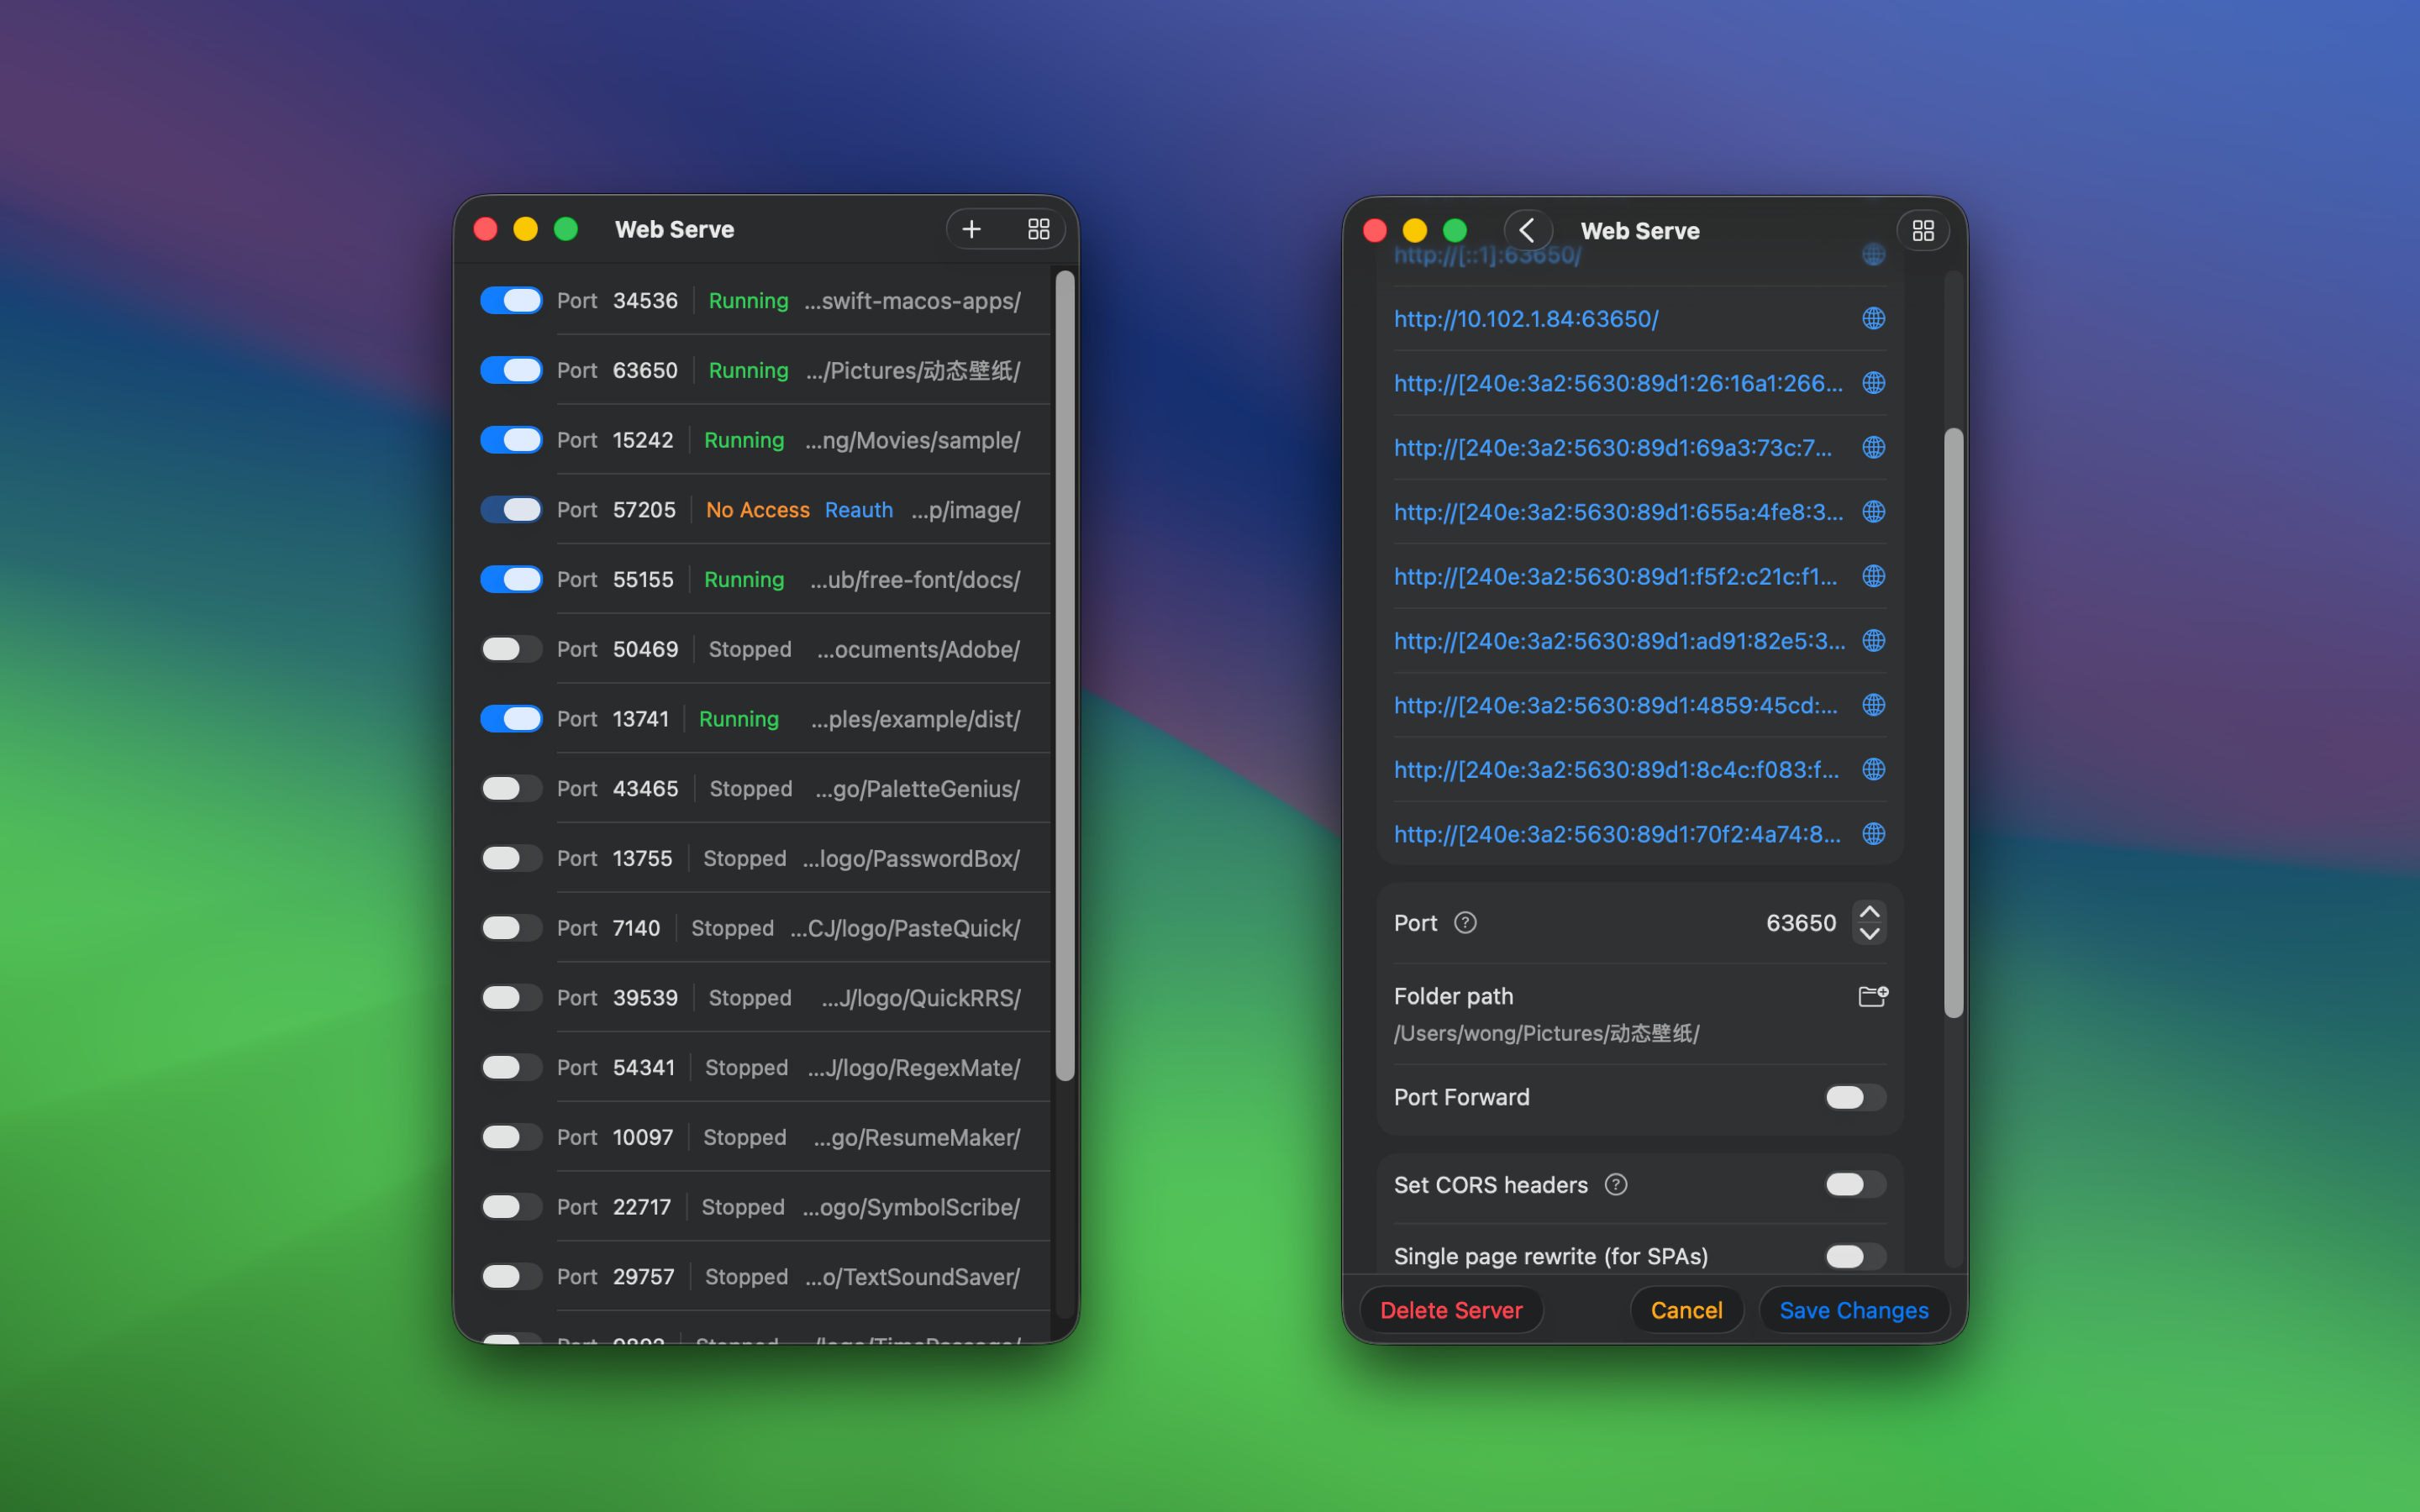 Web Serve
Port 34536 Running ...swift-macos-apps/
Port 63650 Running .../Pictures/动态壁纸/
Port 15242 Running ...ng/Movies/sample/
Port 57205 No Access Reauth ...p/image/
Port 55155 Running ...ub/free-font/docs/
Port 50469 Stopped ...ocuments/Adobe/
Port 13741 Running ...ples/example/dist/
Port 43465 Stopped ...go/PaletteGenius/
Port 13755 Stopped ...logo/PasswordBox/
Port 7140 Stopped ...CJ/logo/PasteQuick/
Port 39539 Stopped ...J/logo/QuickRRS/
Port 54341 Stopped ...J/logo/RegexMate/
Port 10097 Stopped ...go/ResumeMaker/
Port 22717 Stopped ...ogo/SymbolScribe/
Port 29757 Stopped ...o/TextSoundSaver/
Web Serve
http://[::1]:63650/
http://10.102.1.84:63650/
http://[240e:3a2:5630:89d1:26:16a1:266...
http://[240e:3a2:5630:89d1:69a3:73c:7...
http://[240e:3a2:5630:89d1:655a:4fe8:3...
http://[240e:3a2:5630:89d1:f5f2:c21c:f1...
http://[240e:3a2:5630:89d1:ad91:82e5:3...
http://[240e:3a2:5630:89d1:4859:45cd:...
http://[240e:3a2:5630:89d1:8c4c:f083:f...
http://[240e:3a2:5630:89d1:70f2:4a74:8...
Port ? 63650
Folder path
/Users/wong/Pictures/动态壁纸/
Port Forward
Set CORS headers ?
Single page rewrite (for SPAs)
Delete Server Cancel Save Changes